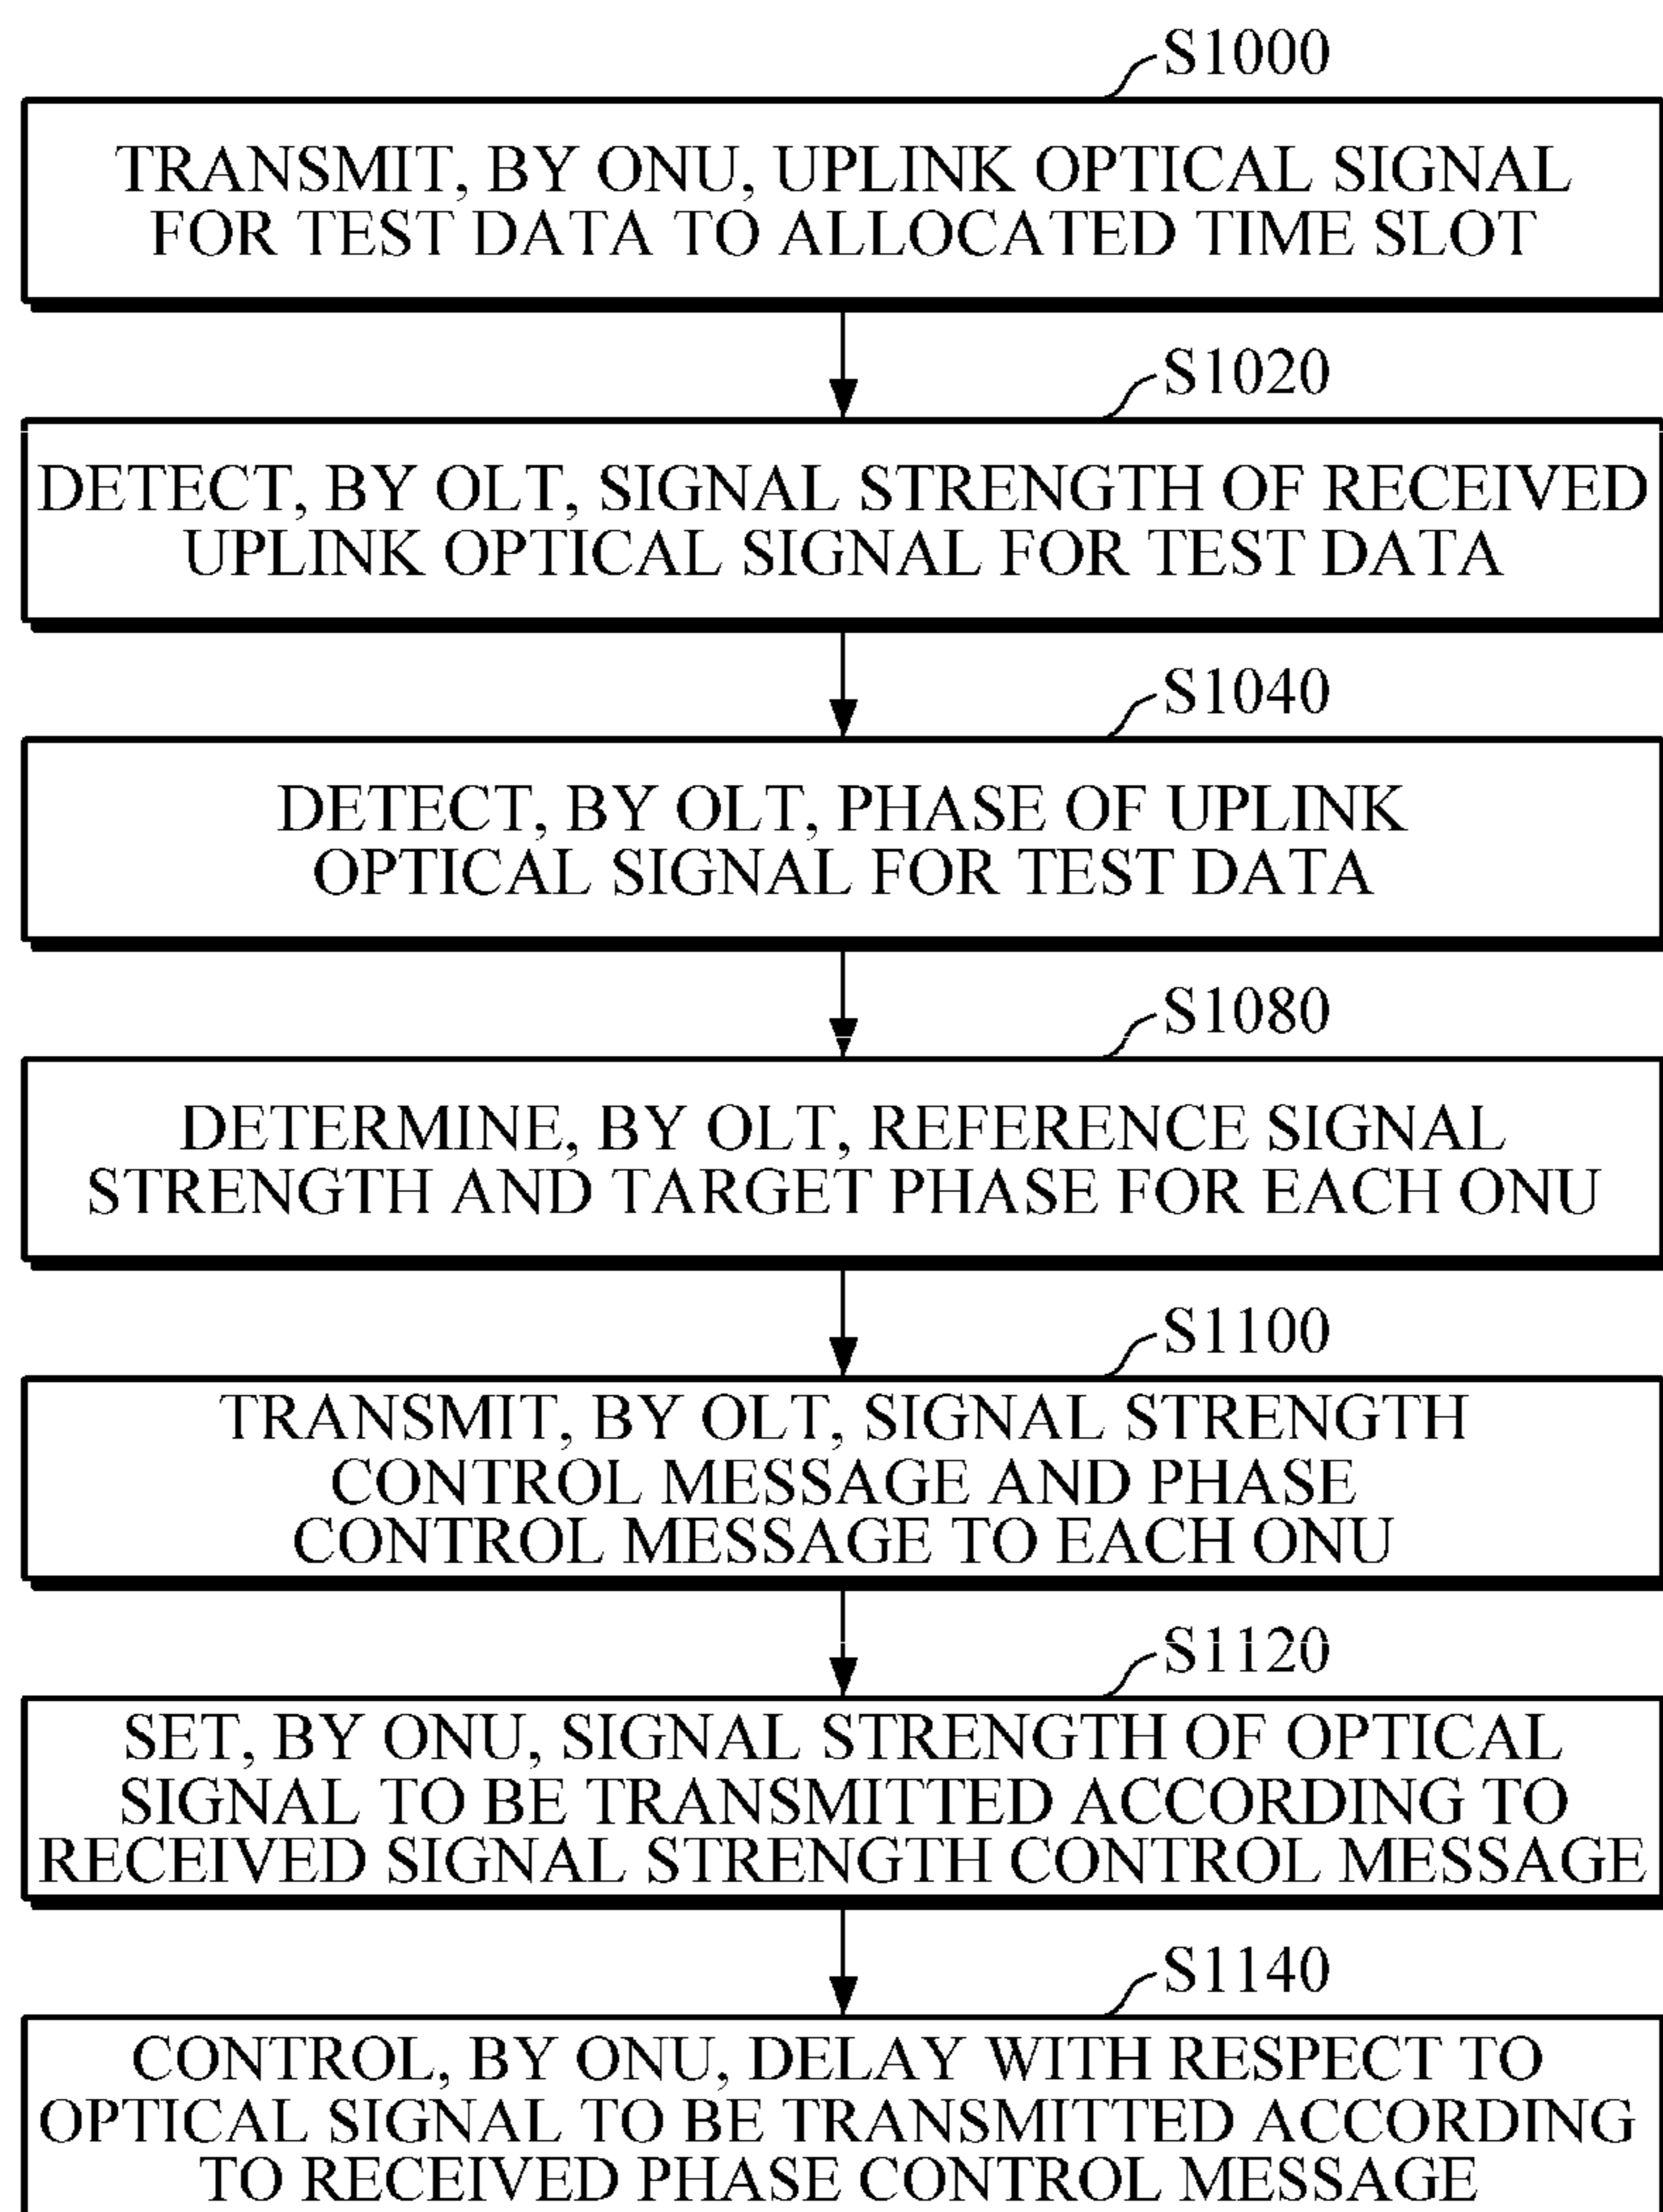 S1000
TRANSMIT, BY ONU, UPLINK OPTICAL SIGNAL
FOR TEST DATA TO ALLOCATED TIME SLOT
S1020
DETECT, BY OLT, SIGNAL STRENGTH OF RECEIVED
UPLINK OPTICAL SIGNAL FOR TEST DATA
S1040
DETECT, BY OLT, PHASE OF UPLINK
OPTICAL SIGNAL FOR TEST DATA
S1080
DETERMINE, BY OLT, REFERENCE SIGNAL
STRENGTH AND TARGET PHASE FOR EACH ONU
S1100
TRANSMIT, BY OLT, SIGNAL STRENGTH
CONTROL MESSAGE AND PHASE
CONTROL MESSAGE TO EACH ONU
S1120
SET, BY ONU, SIGNAL STRENGTH OF OPTICAL
SIGNAL TO BE TRANSMITTED ACCORDING TO
RECEIVED SIGNAL STRENGTH CONTROL MESSAGE
S1140
CONTROL, BY ONU, DELAY WITH RESPECT TO
OPTICAL SIGNAL TO BE TRANSMITTED ACCORDING
TO RECEIVED PHASE CONTROL MESSAGE